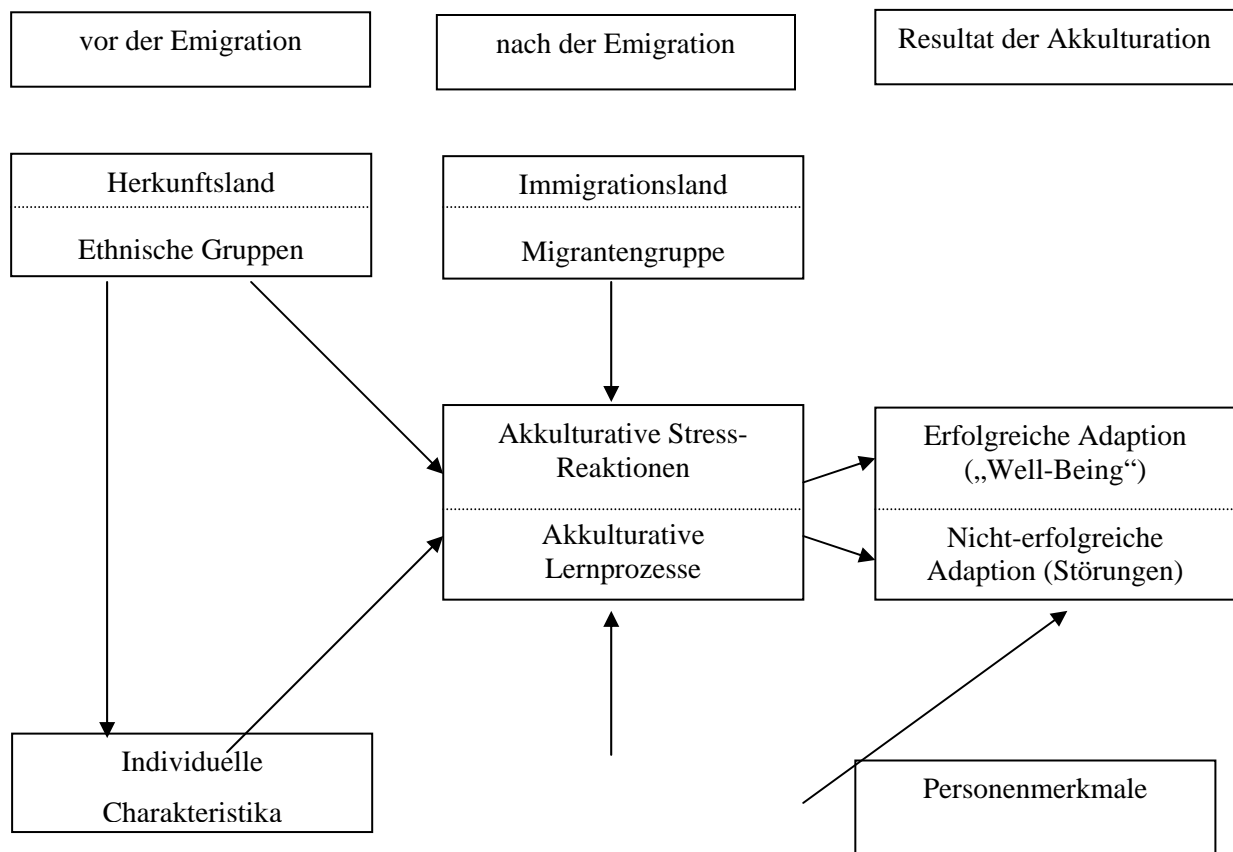 vor der Emigration
nach der Emigration
Resultat der Akkulturation
Herkunftsland
Ethnische Gruppen
Immigrationsland
Migrantengruppe
Akkulturative Stress-
Reaktionen
Akkulturative
Lernprozesse
Erfolgreiche Adaption
(„Well-Being“)
Nicht-erfolgreiche
Adaption (Störungen)
Individuelle
Charakteristika
Personenmerkmale